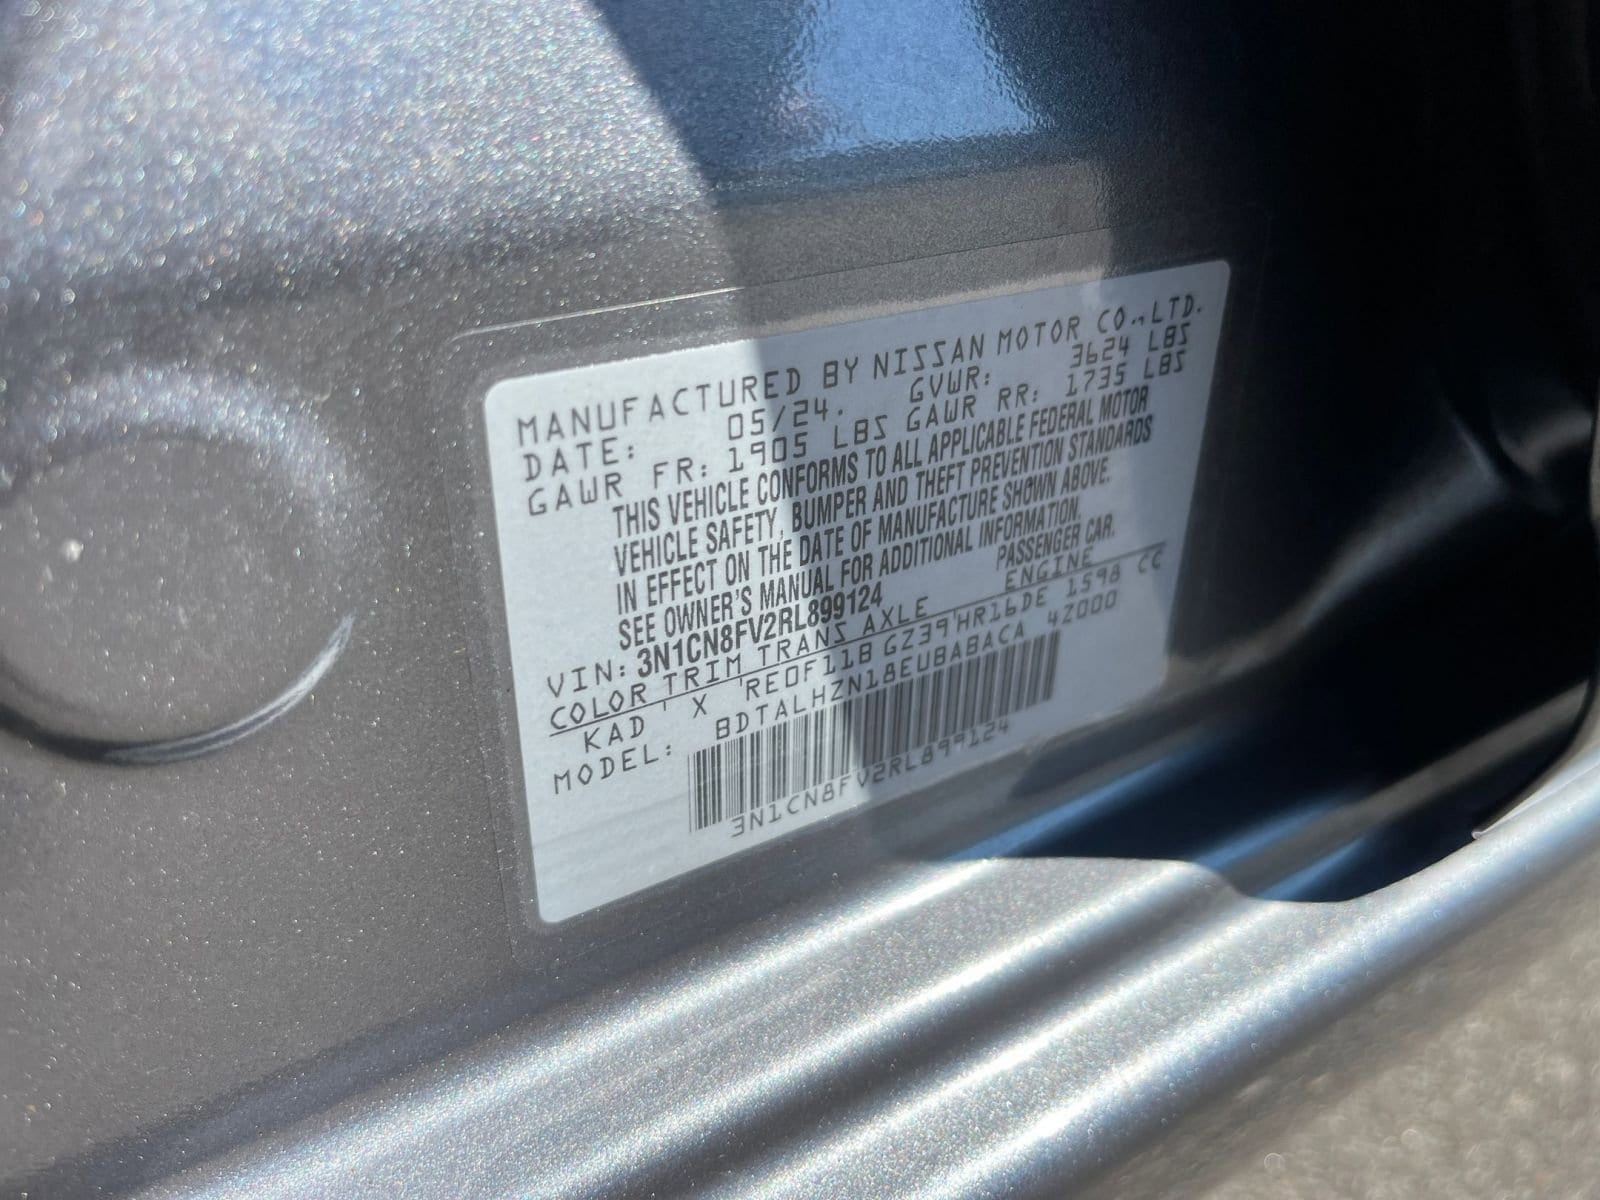 MANUFACTURED BY NISSAN MOTOR CO.,LTD.
DATE: 05/24. GVWR: 3624 LBS
GAWR FR: 1905 LBS GAWR RR: 1735 LBS
THIS VEHICLE CONFORMS TO ALL APPLICABLE FEDERAL MOTOR
VEHICLE SAFETY, BUMPER AND THEFT PREVENTION STANDARDS
IN EFFECT ON THE DATE OF MANUFACTURE SHOWN ABOVE.
SEE OWNER'S MANUAL FOR ADDITIONAL INFORMATION.
VIN: 3N1CN8FV2RL899124 PASSENGER CAR.
COLOR TRIM TRANS AXLE ENGINE
KAD X RE0F11B GZ39 HR16DE 1598 CC
MODEL: BDTALHZN18EUBABACA 4Z000
3N1CN8FV2RL899124